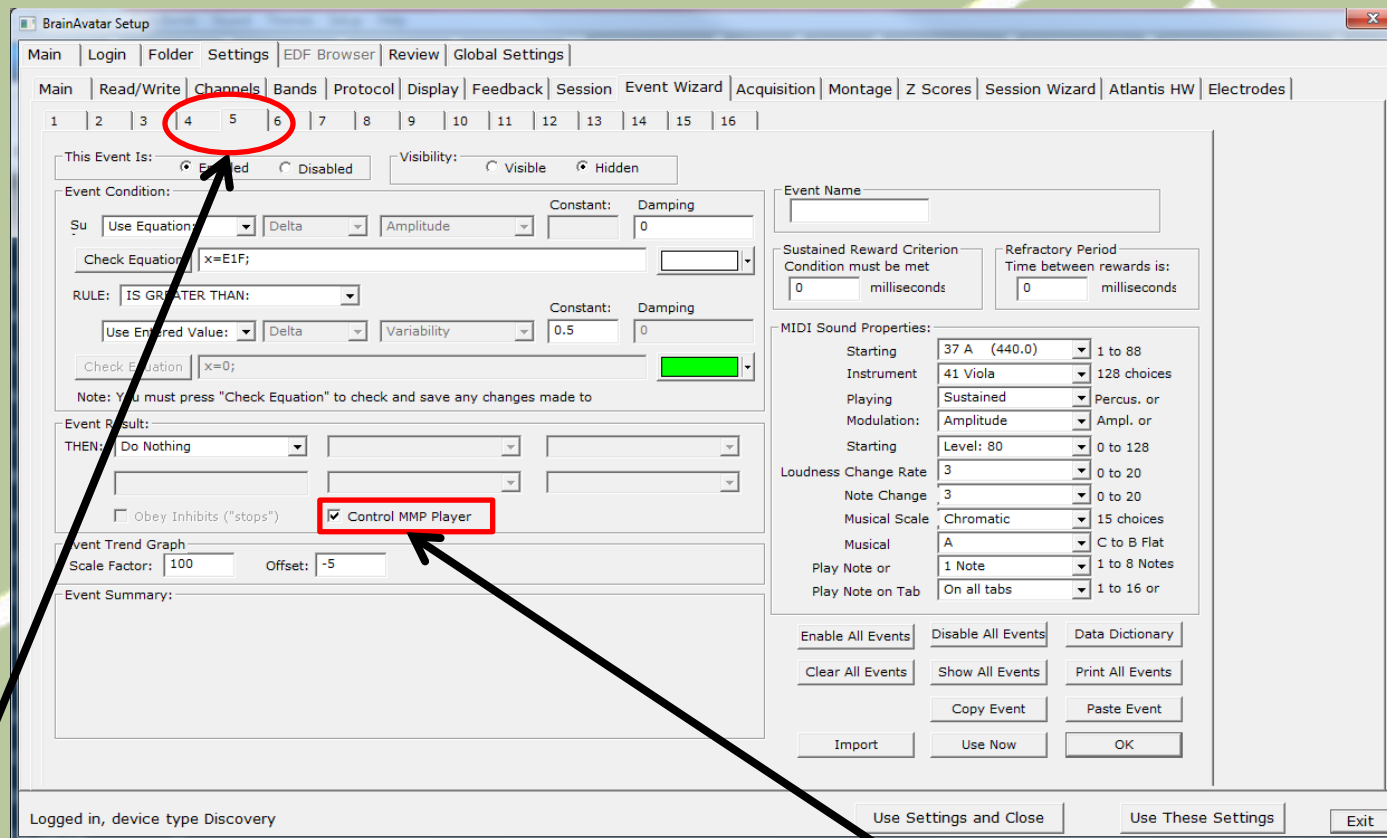 BrainAvatar Setup
Main Login Folder Settings EDF Browser Review Global Settings
Main Read/Write Channels Bands Protocol Display Feedback Session Event Wizard Acquisition Montage Z Scores Session Wizard Atlantis HW Electrodes
1 2 3 4 5 6 7 8 9 10 11 12 13 14 15 16
This Event Is: Enabled Disabled Visibility: Visible Hidden
Event Condition:
Constant: Damping
Su Use Equation: Delta Amplitude 0
Check Equation x=E1F;
RULE: IS GREATER THAN:
Constant: Damping
Use Entered Value: Delta Variability 0.5 0
Check Equation x=0;
Note: You must press "Check Equation" to check and save any changes made to
Event Result:
THEN: Do Nothing
Obey Inhibits ("stops") Control MMP Player
Event Trend Graph
Scale Factor: 100 Offset: -5
Event Summary:
Event Name
Sustained Reward Criterion
Condition must be met
0 milliseconds
Refractory Period
Time between rewards is:
0 milliseconds
MIDI Sound Properties:
Starting 37 A (440.0) 1 to 88
Instrument 41 Viola 128 choices
Playing Sustained Percus. or
Modulation: Amplitude Ampl. or
Starting Level: 80 0 to 128
Loudness Change Rate 3 0 to 20
Note Change 3 0 to 20
Musical Scale Chromatic 15 choices
Musical A C to B Flat
Play Note or 1 Note 1 to 8 Notes
Play Note on Tab On all tabs 1 to 16 or
Enable All Events Disable All Events Data Dictionary
Clear All Events Show All Events Print All Events
Copy Event Paste Event
Import Use Now OK
Logged in, device type Discovery Use Settings and Close Use These Settings Exit